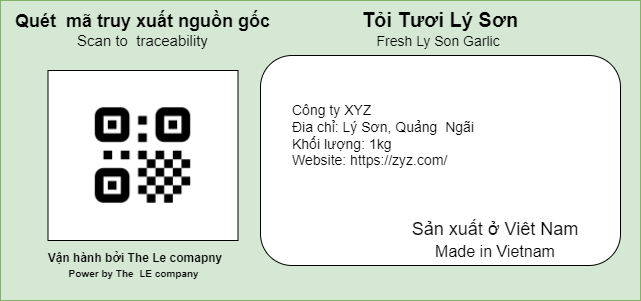 Quét mã truy xuất nguồn gốc
Scan to traceability
Vận hành bởi The Le comapny
Power by The LE company
Tỏi Tươi Lý Sơn
Fresh Ly Son Garlic
Công ty XYZ
Đia chỉ: Lý Sơn, Quảng Ngãi
Khối lượng: 1kg
Website: https://zyz.com/
Sản xuất ở Viêt Nam
Made in Vietnam